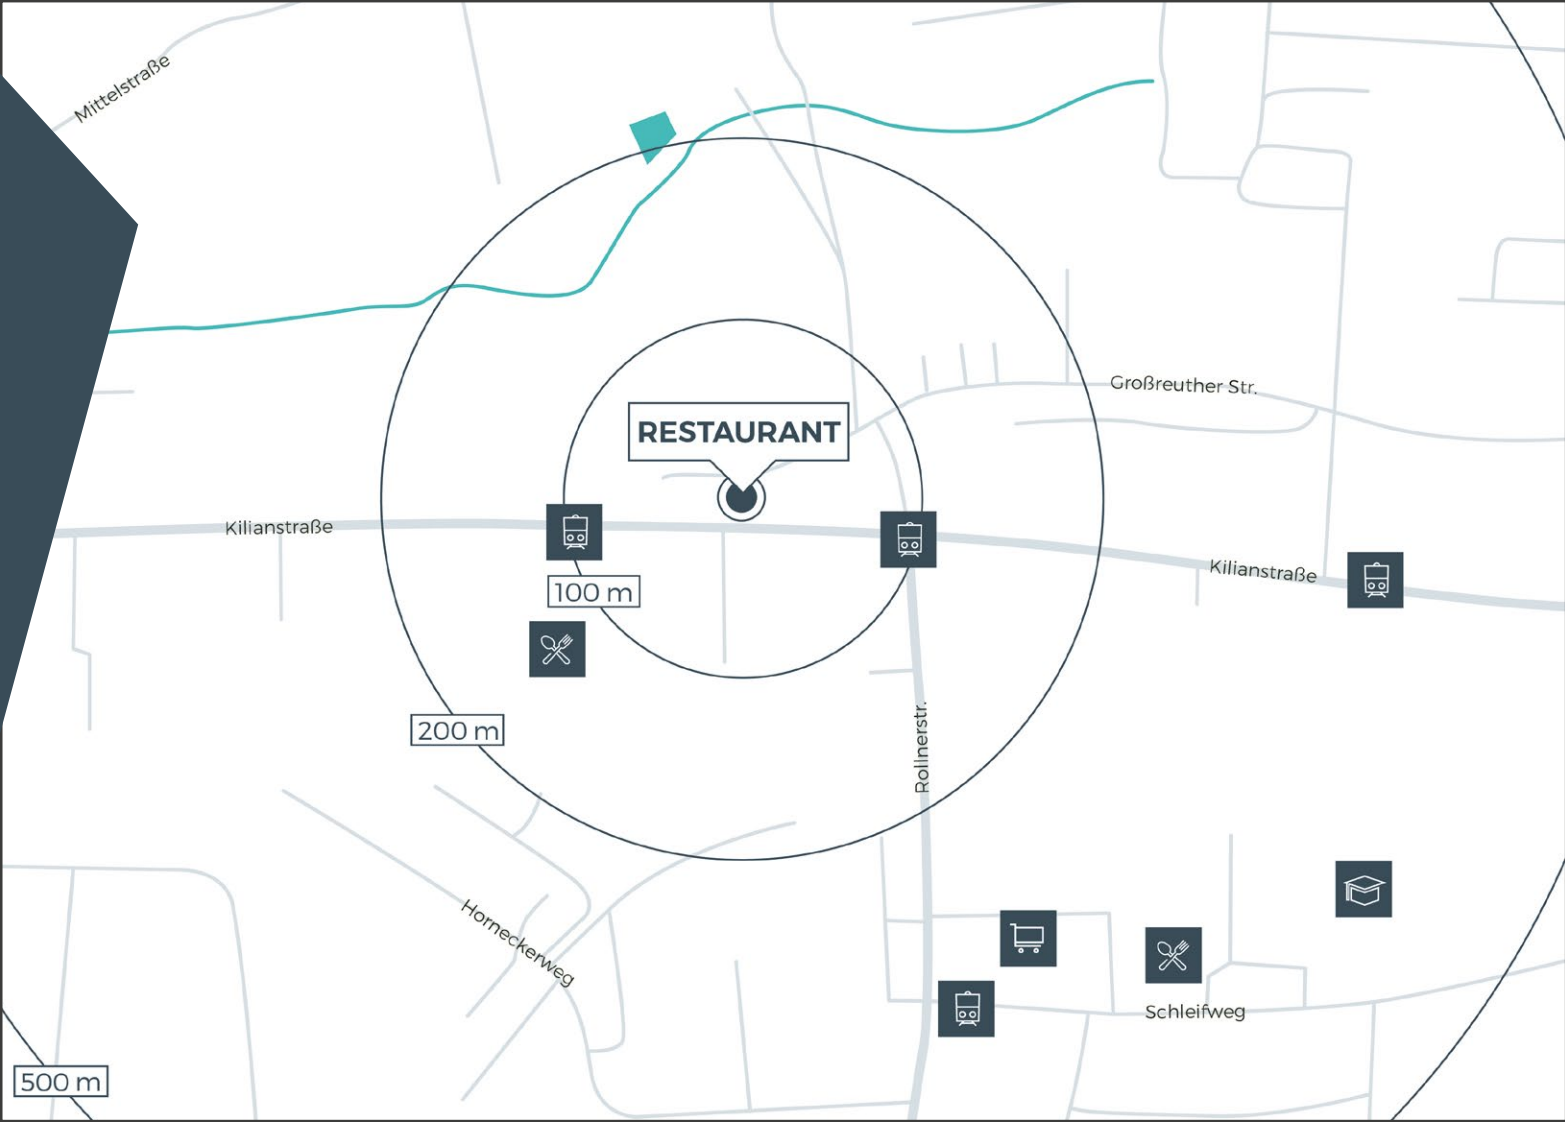 Mittelstraße
Großreuther Str.
RESTAURANT
Kilianstraße
Kilianstraße
100 m
200 m
Rollnerstr.
Horneckerweg
Schleifweg
500 m